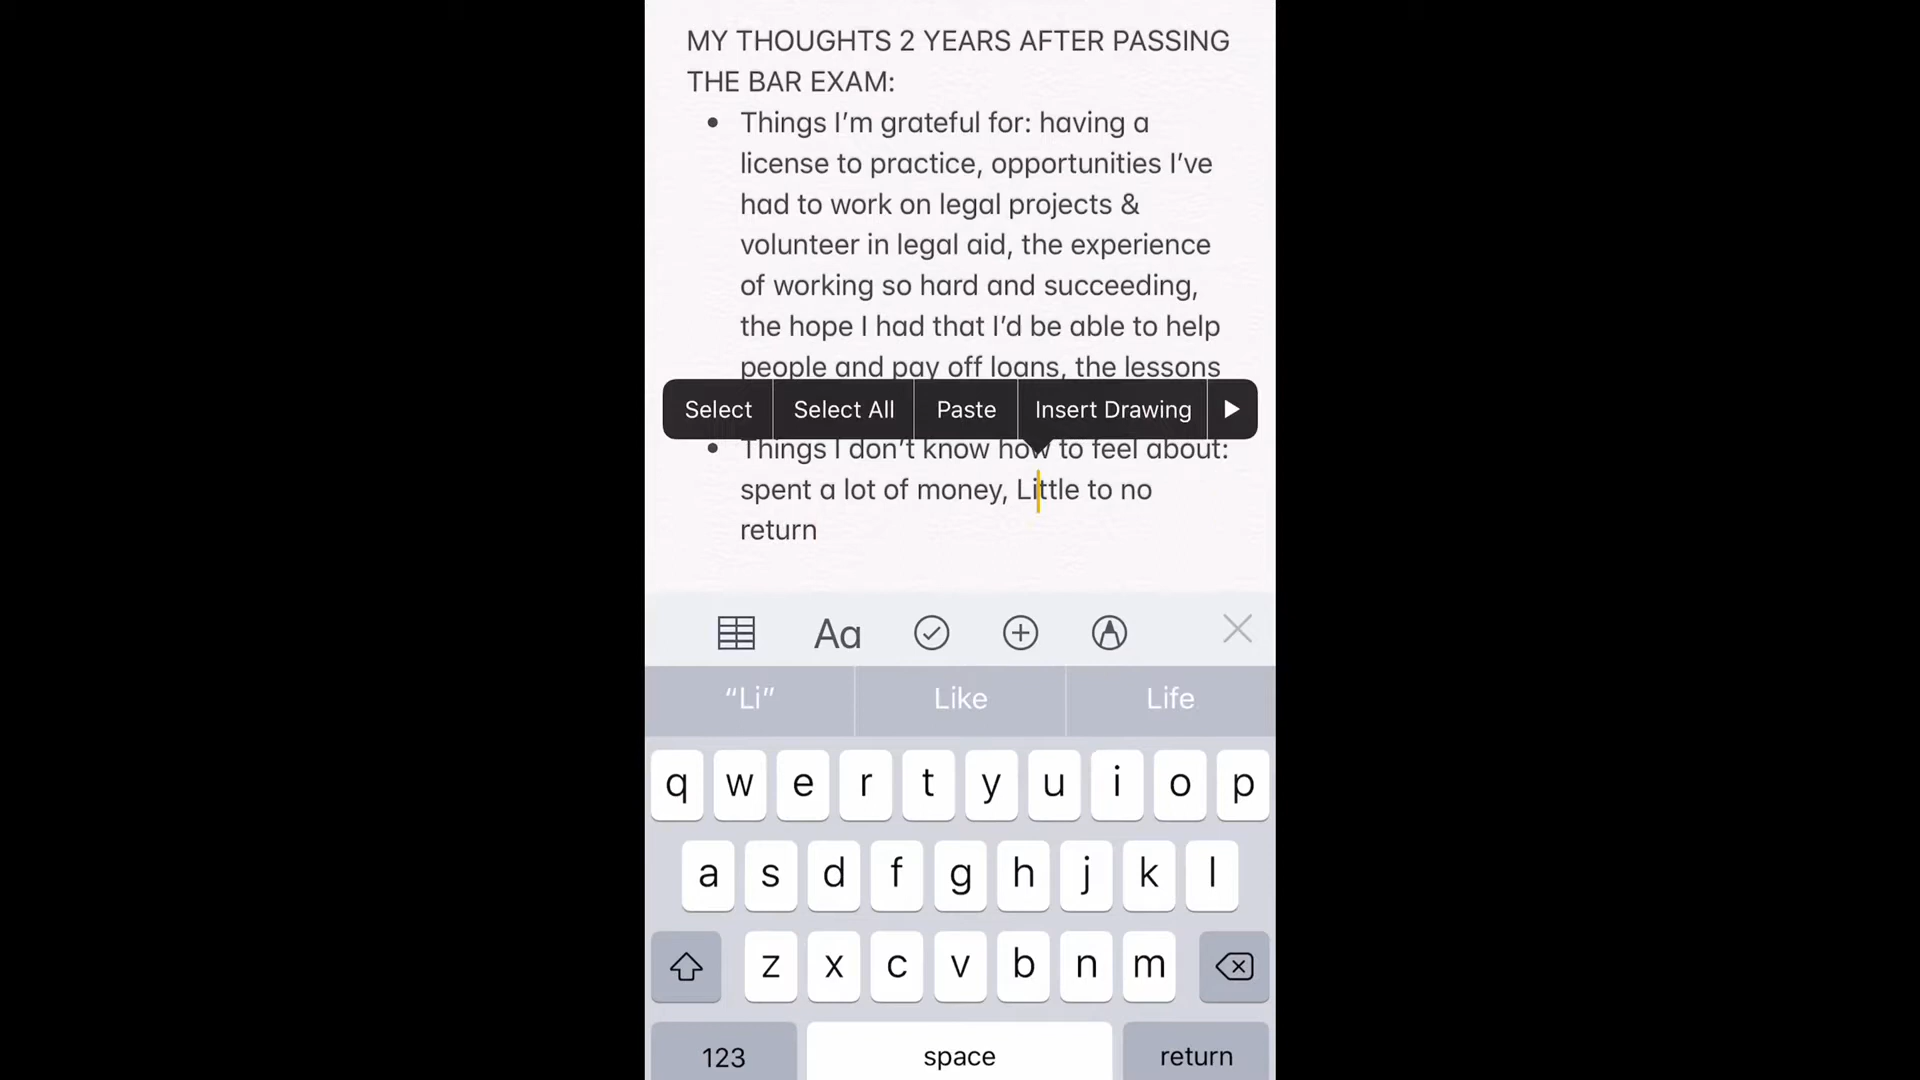 MY THOUGHTS 2 YEARS AFTER PASSING
THE BAR EXAM:
• Things I’m grateful for: having a
license to practice, opportunities I’ve
had to work on legal projects &
volunteer in legal aid, the experience
of working so hard and succeeding,
the hope I had that I’d be able to help
people and pay off loans, the lessons
Select Select All Paste Insert Drawing ▶
• Things I don’t know how to feel about:
spent a lot of money, Little to no
return
Aa
“Li” Like Life
q w e r t y u i o p
a s d f g h j k l
z x c v b n m
123 space return